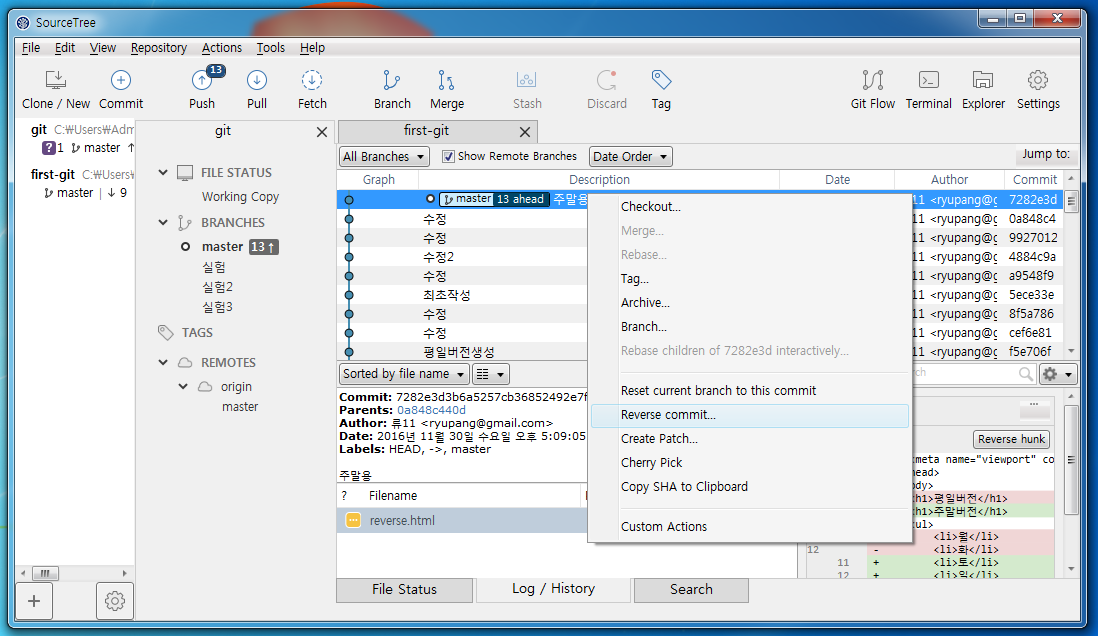 SourceTree
File Edit View Repository Actions Tools Help
13
Clone / New Commit Push Pull Fetch Branch Merge Stash Discard Tag Git Flow Terminal Explorer Settings
git C:₩Users₩Adm
?1 master ↑
first-git C:₩Users₩
master | ↓ 9
git
FILE STATUS
Working Copy
BRANCHES
master 13↑
실험
실험2
실험3
TAGS
REMOTES
origin
master
first-git
All Branches Show Remote Branches Date Order Jump to:
Graph Description Date Author Commit
master 13 ahead 주말용 11 <ryupang@g 7282e3d
수정 11 <ryupang@g 0a848c4
수정 11 <ryupang@g 9927012
수정2 11 <ryupang@g 4884c9a
수정 11 <ryupang@g a9548f9
최초작성 11 <ryupang@g 5ece33e
수정 11 <ryupang@g 8f5a786
수정 11 <ryupang@g cef6e81
평일버전생성 11 <ryupang@g f5e706f
Checkout...
Merge...
Rebase...
Tag...
Archive...
Branch...
Rebase children of 7282e3d interactively...
Reset current branch to this commit
Reverse commit...
Create Patch...
Cherry Pick
Copy SHA to Clipboard
Custom Actions
Sorted by file name
Commit: 7282e3d3b6a5257cb36852492e7f
Parents: 0a848c440d
Author: 류11 <ryupang@gmail.com>
Date: 2016년 11월 30일 수요일 오후 5:09:05
Labels: HEAD, ->, master
주말용
? Filename
reverse.html
...
Reverse hunk
meta name="viewport" co
ead>
ody>
h1>평일버전</h1>
h1>주말버전</h1>
ul>
<li>월</li>
12 - <li>화</li>
11 + <li>토</li>
12 + <li>일</li>
File Status Log / History Search